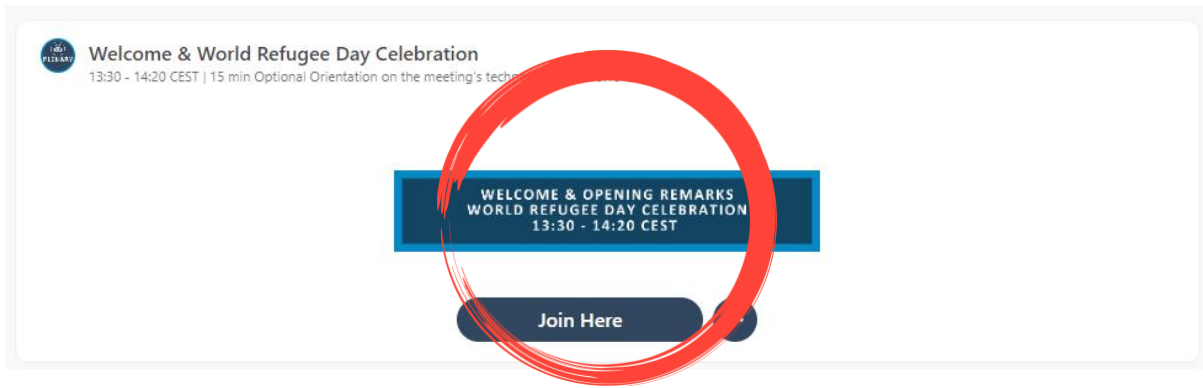 PLENARY
Welcome & World Refugee Day Celebration
13:30 - 14:20 CEST | 15 min Optional Orientation on the meeting's
WELCOME & OPENING REMARKS
WORLD REFUGEE DAY CELEBRATION
13:30 - 14:20 CEST
Join Here